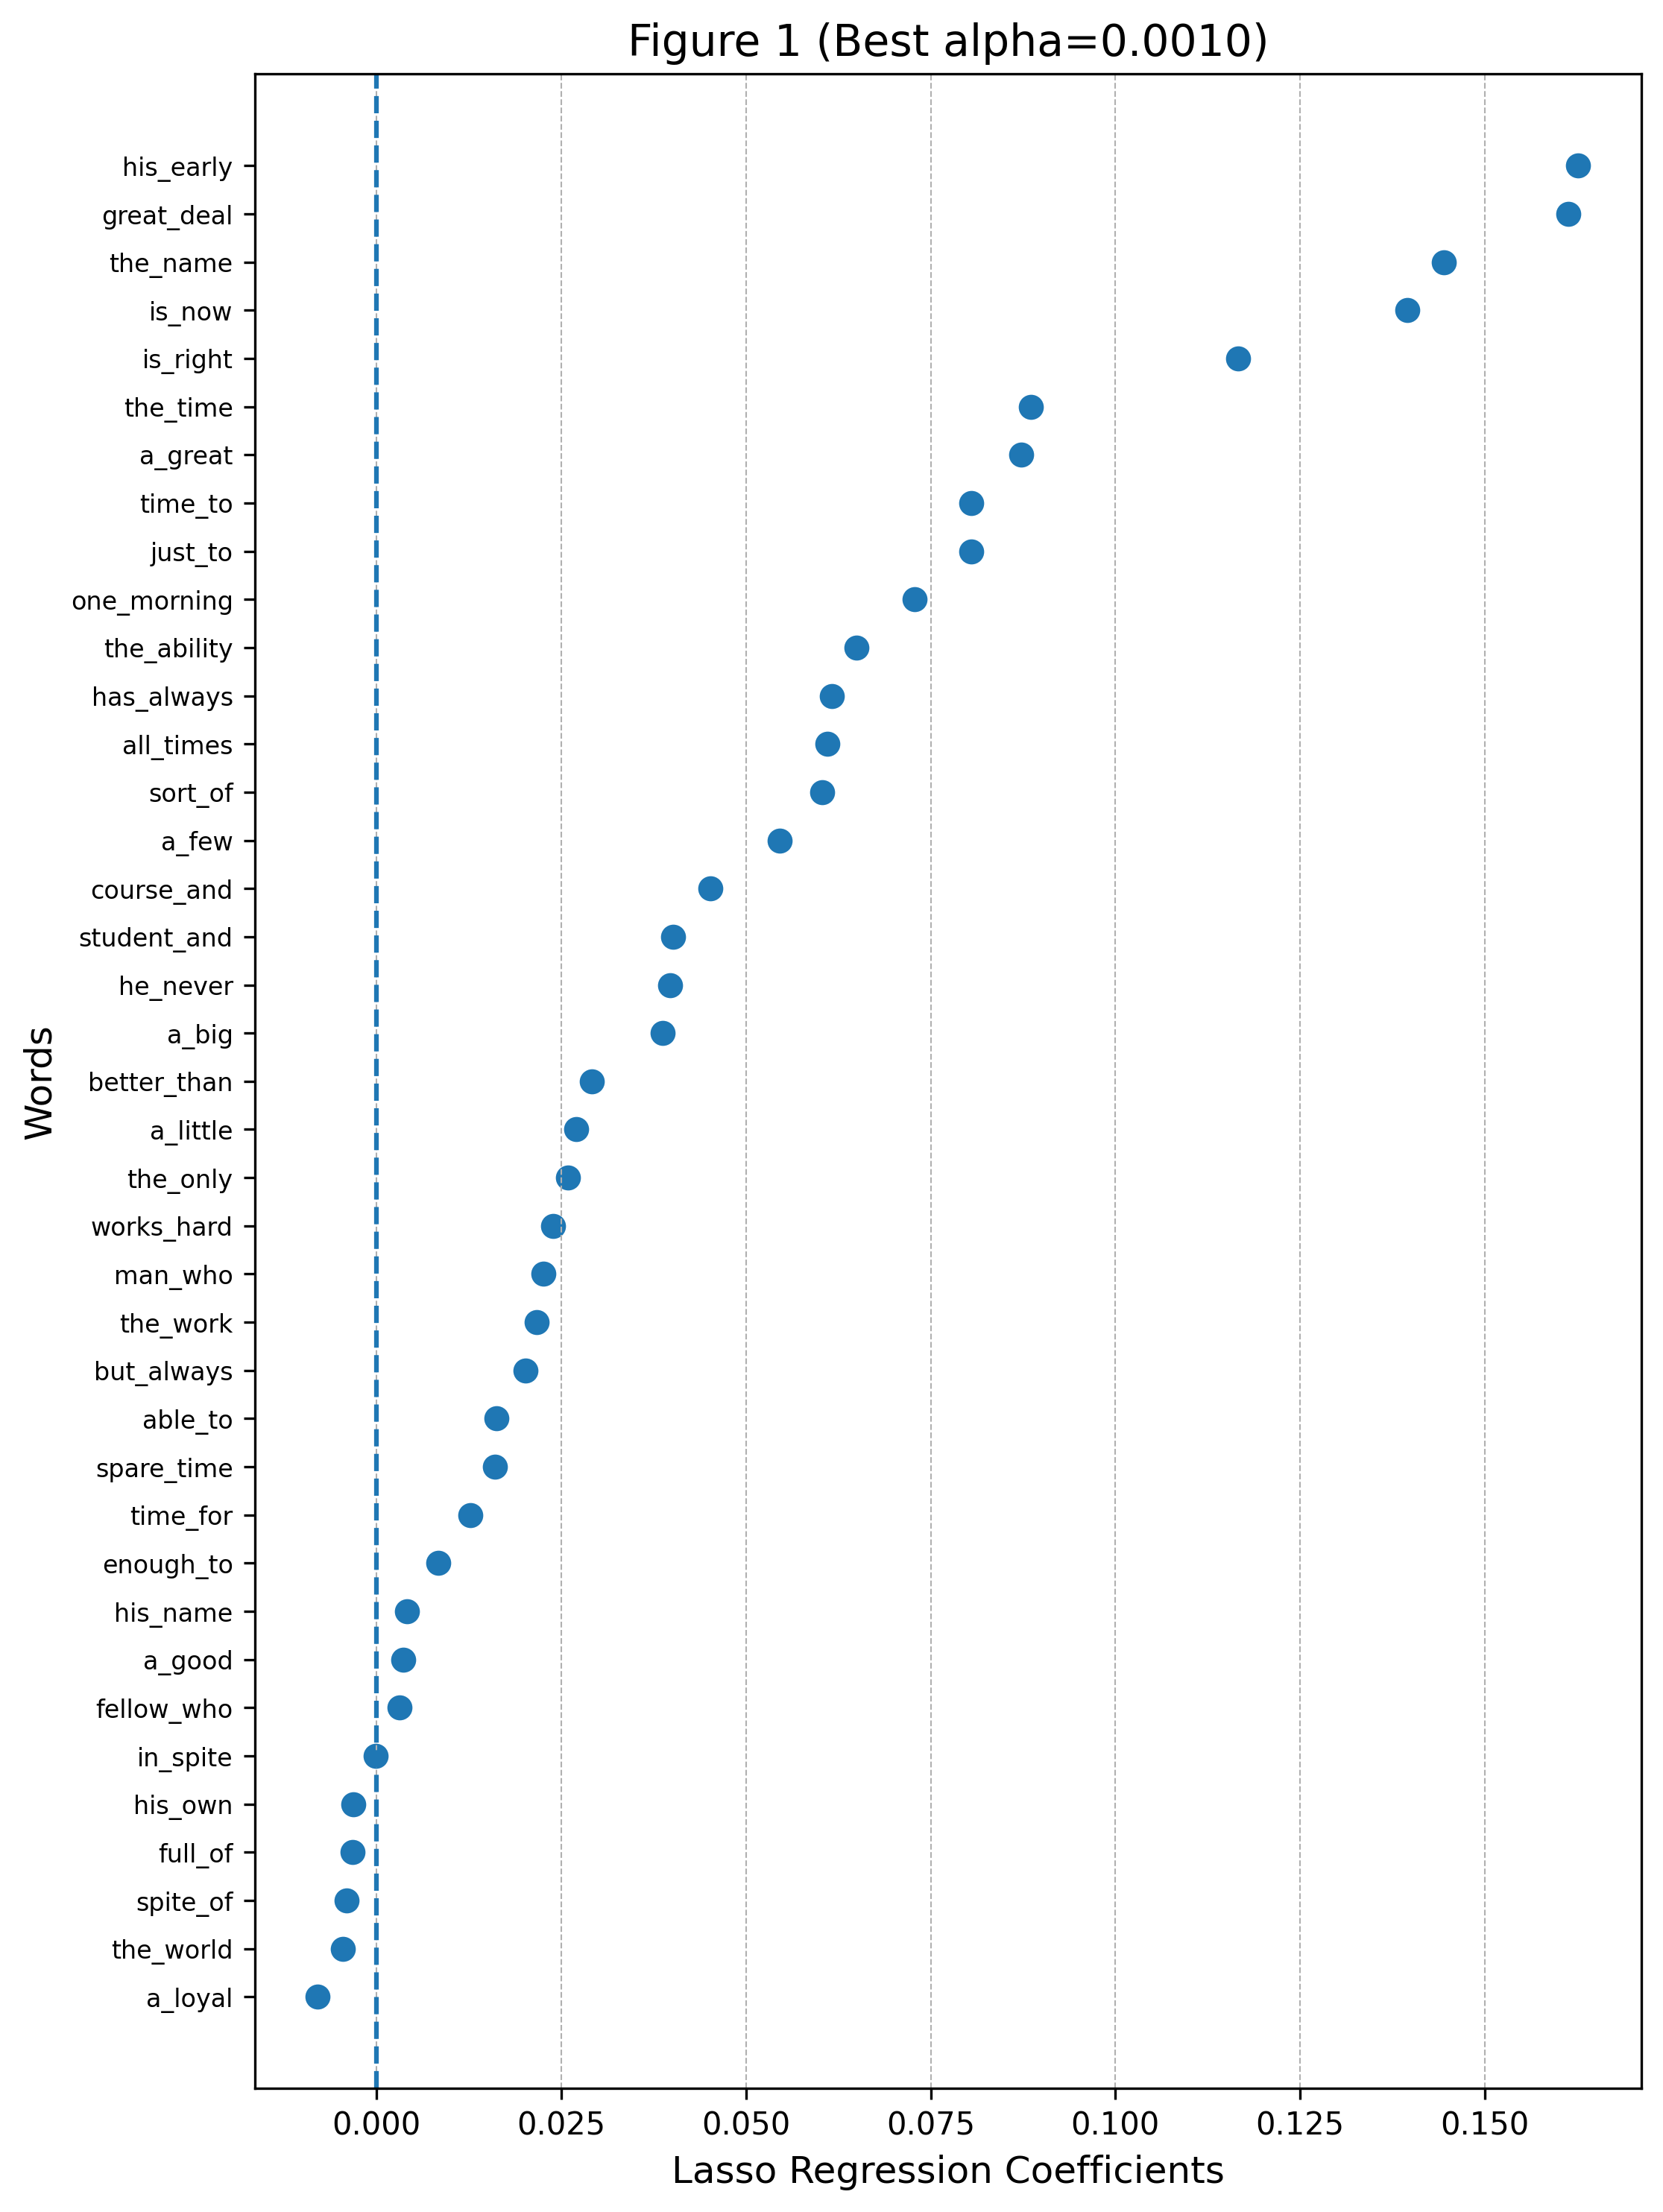 Figure 1 (Best alpha=0.0010)
his_early
great_deal
the_name
is_now
is_right
the_time
a_great
time_to
just_to
one_morning
the_ability
has_always
all_times
sort_of
a_few
course_and
student_and
he_never
a_big
better_than
a_little
the_only
works_hard
man_who
the_work
but_always
able_to
spare_time
time_for
enough_to
his_name
a_good
fellow_who
in_spite
his_own
full_of
spite_of
the_world
a_loyal
Words
0.000 0.025 0.050 0.075 0.100 0.125 0.150
Lasso Regression Coefficients